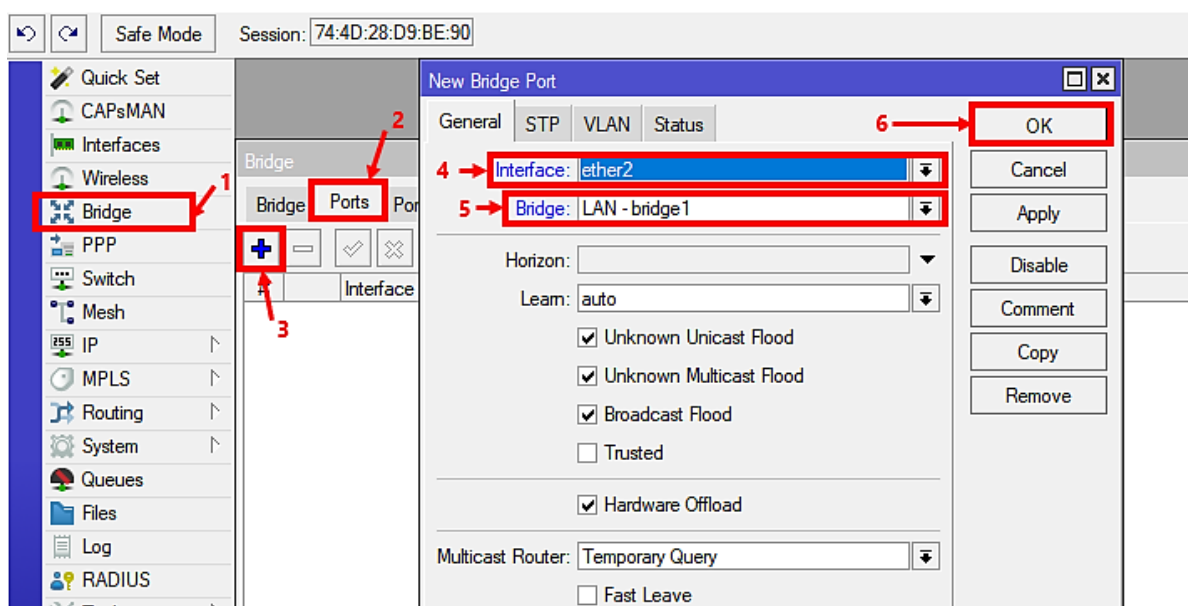 Safe Mode Session: 74:4D:28:D9:BE:90
Quick Set
CAPsMAN
Interfaces
Wireless
Bridge
PPP
Switch
Mesh
IP
MPLS
Routing
System
Queues
Files
Log
RADIUS
1
Bridge
2
Bridge Ports Por
3
# Interface
New Bridge Port
General STP VLAN Status
4 Interface: ether2
5 Bridge: LAN - bridge1
Horizon:
Learn: auto
Unknown Unicast Flood
Unknown Multicast Flood
Broadcast Flood
Trusted
Hardware Offload
Multicast Router: Temporary Query
Fast Leave
6 OK
Cancel
Apply
Disable
Comment
Copy
Remove